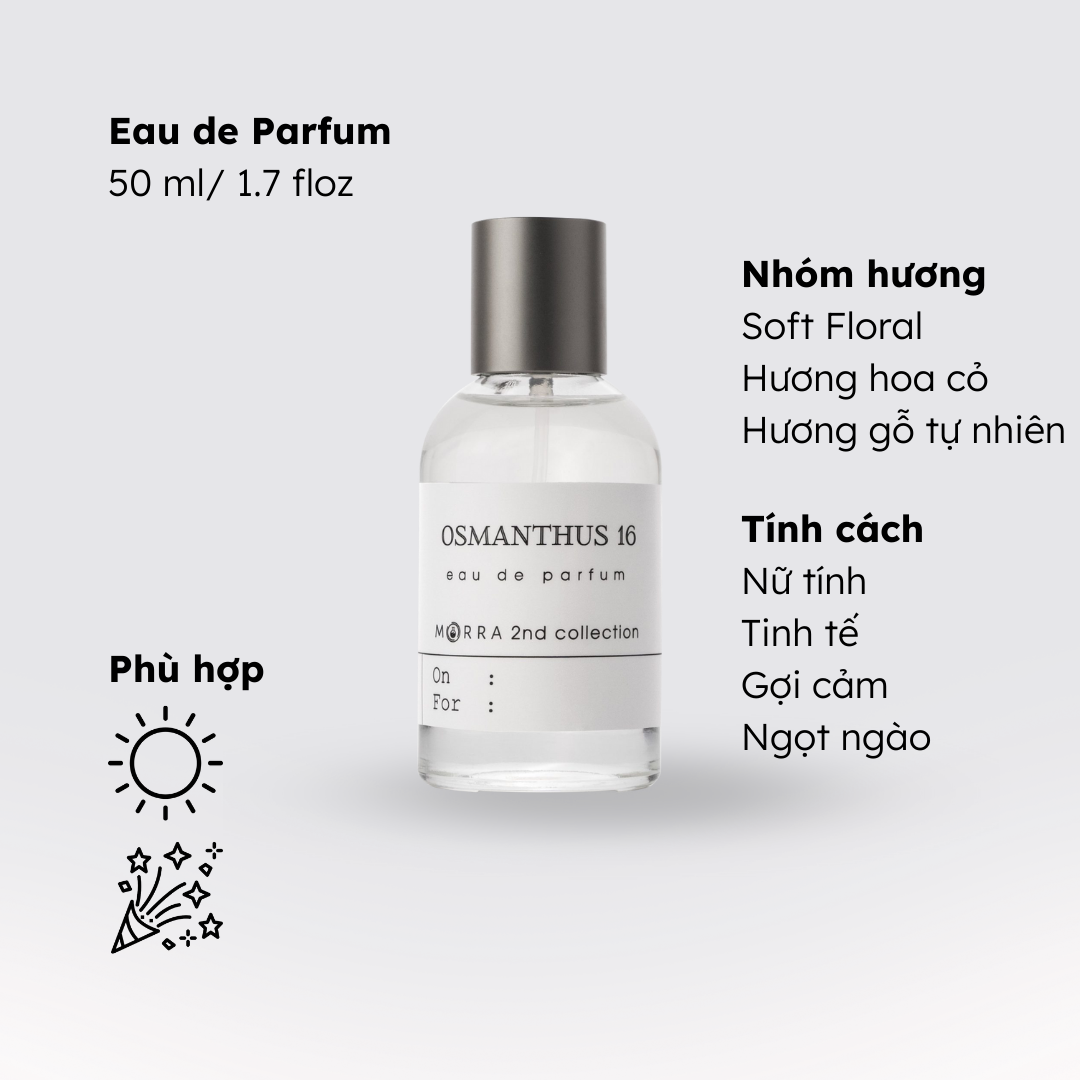 Eau de Parfum
50 ml/ 1.7 floz
Nhóm hương
Soft Floral
Hương hoa cỏ
Hương gỗ tự nhiên
Tính cách
Nữ tính
Tinh tế
Gợi cảm
Ngọt ngào
OSMANTHUS 16
eau de parfum
MORRA 2nd collection
On :
For :
Phù hợp